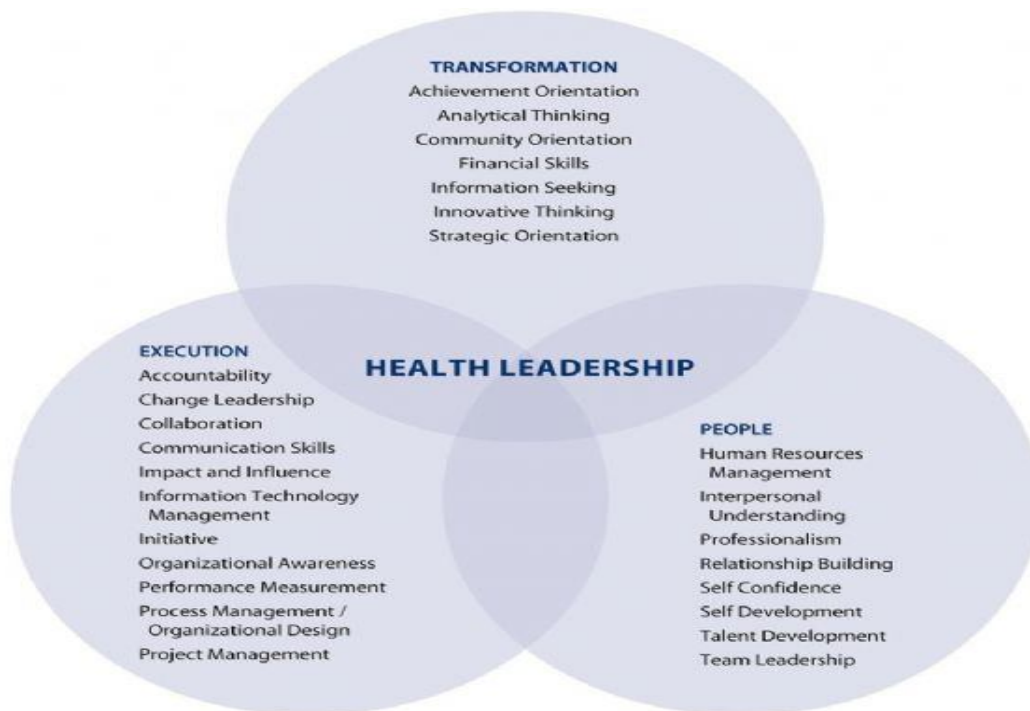 TRANSFORMATION
Achievement Orientation
Analytical Thinking
Community Orientation
Financial Skills
Information Seeking
Innovative Thinking
Strategic Orientation
HEALTH LEADERSHIP
EXECUTION
Accountability
Change Leadership
Collaboration
Communication Skills
Impact and Influence
Information Technology
Management
Initiative
Organizational Awareness
Performance Measurement
Process Management /
Organizational Design
Project Management
PEOPLE
Human Resources
Management
Interpersonal
Understanding
Professionalism
Relationship Building
Self Confidence
Self Development
Talent Development
Team Leadership